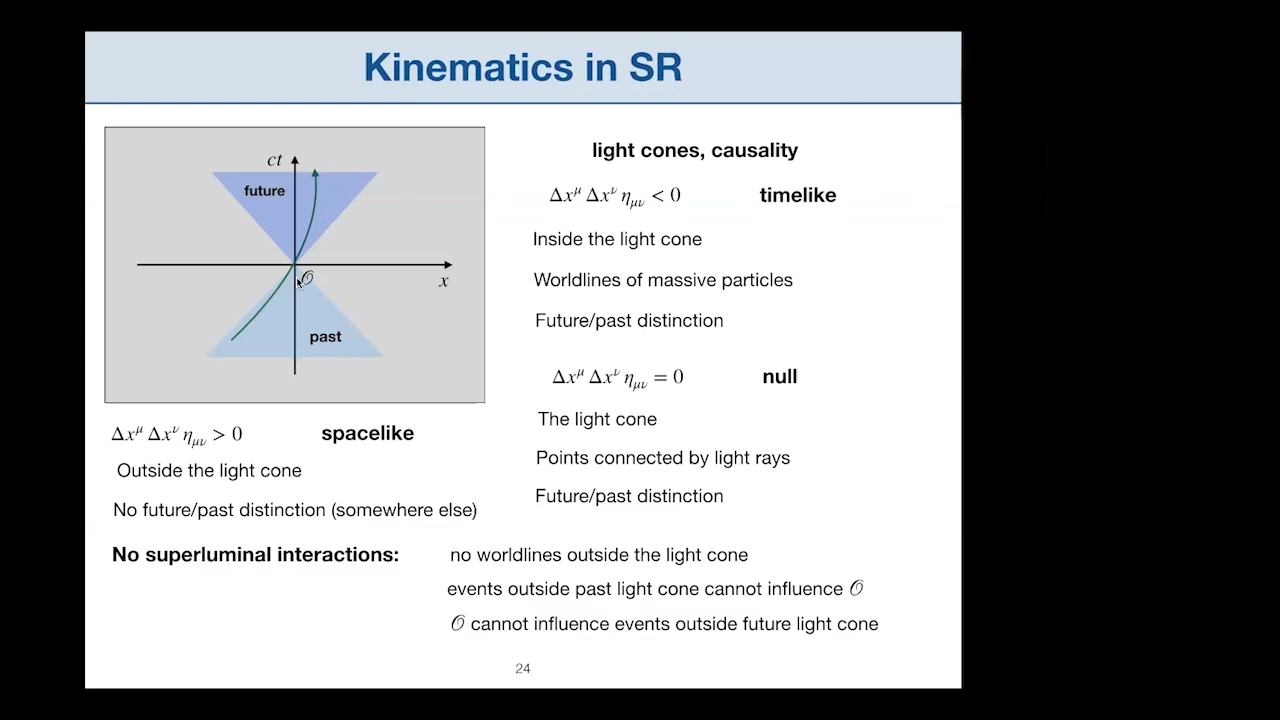 Kinematics in SR
ct
future
𝒪
x
past
light cones, causality
Δx^μ Δx^ν η_μν < 0 timelike
Inside the light cone
Worldlines of massive particles
Future/past distinction
Δx^μ Δx^ν η_μν = 0 null
The light cone
Points connected by light rays
Future/past distinction
Δx^μ Δx^ν η_μν > 0 spacelike
Outside the light cone
No future/past distinction (somewhere else)
No superluminal interactions: no worldlines outside the light cone
events outside past light cone cannot influence 𝒪
𝒪 cannot influence events outside future light cone
24